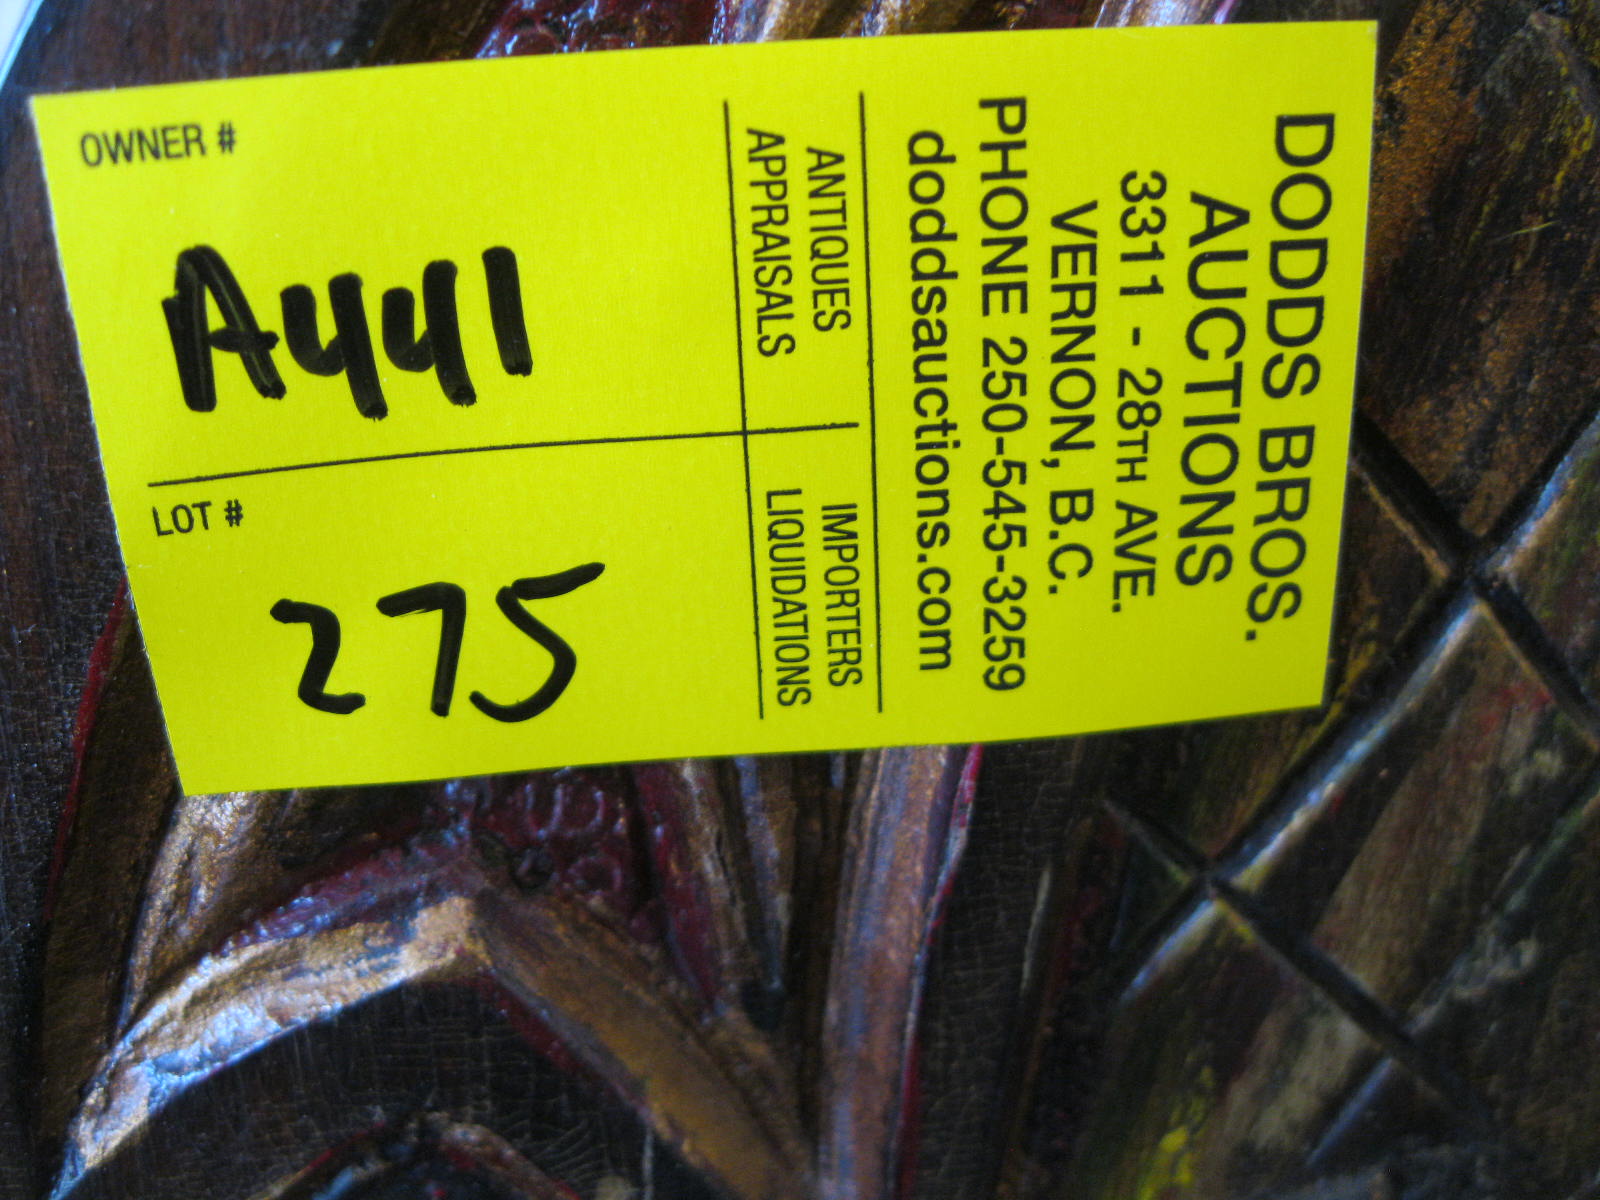 DODDS BROS.
AUCTIONS
3311 - 28TH AVE.
VERNON, B.C.
PHONE 250-545-3259
doddsauctions.com
ANTIQUES
APPRAISALS
IMPORTERS
LIQUIDATIONS
OWNER #
A441
LOT #
275